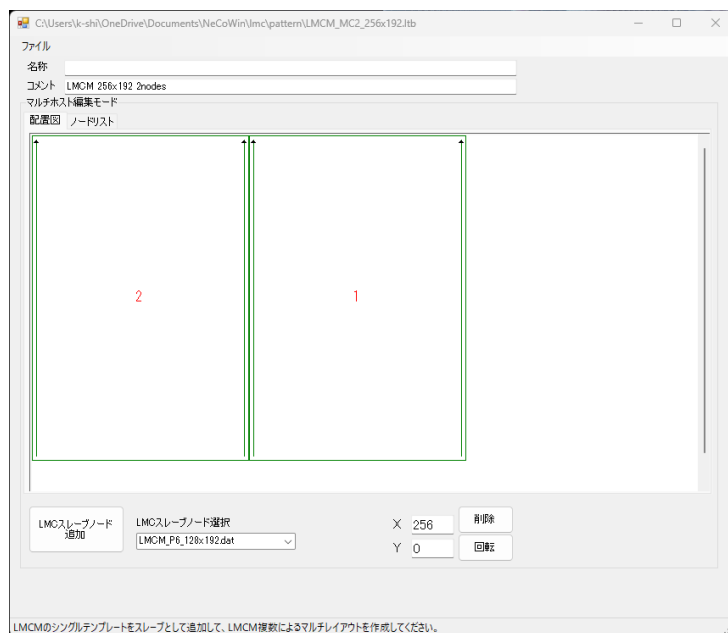 C:\Users\k-shi\OneDrive\Documents\NeCoWin\lmc\pattern\LMCM_MC2_256x192.ltb
ファイル
名称
コメント LMCM 256x192 2nodes
マルチホスト編集モード
配置図 ノードリスト
2 1
LMCスレーブノード追加
LMCスレーブノード選択
LMCM_P6_128x192.dat
X 256 削除
Y 0 回転
LMCMのシングルテンプレートをスレーブとして追加して、LMCM複数によるマルチレイアウトを作成してください。